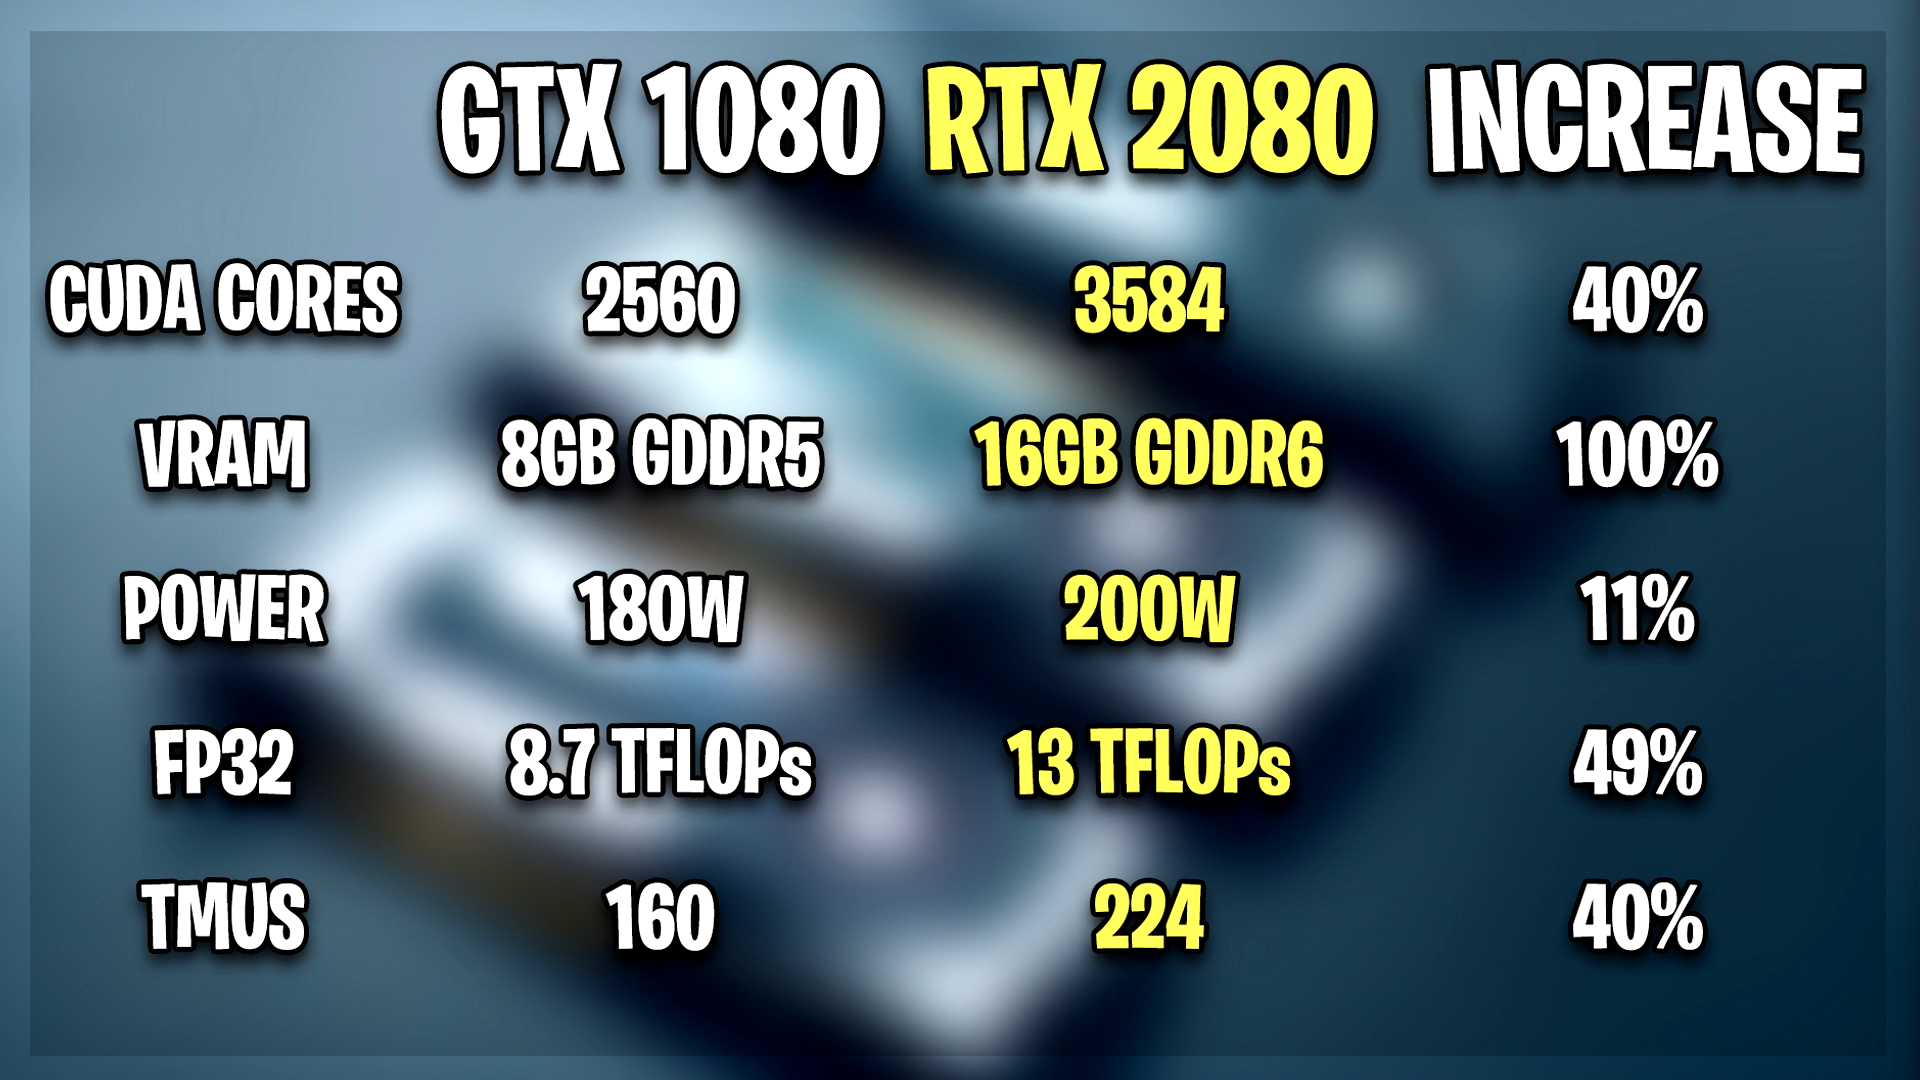 GTX 1080 RTX 2080 INCREASE
CUDA CORES 2560 3584 40%
VRAM 8GB GDDR5 16GB GDDR6 100%
POWER 180W 200W 11%
FP32 8.7 TFLOPs 13 TFLOPs 49%
TMUS 160 224 40%